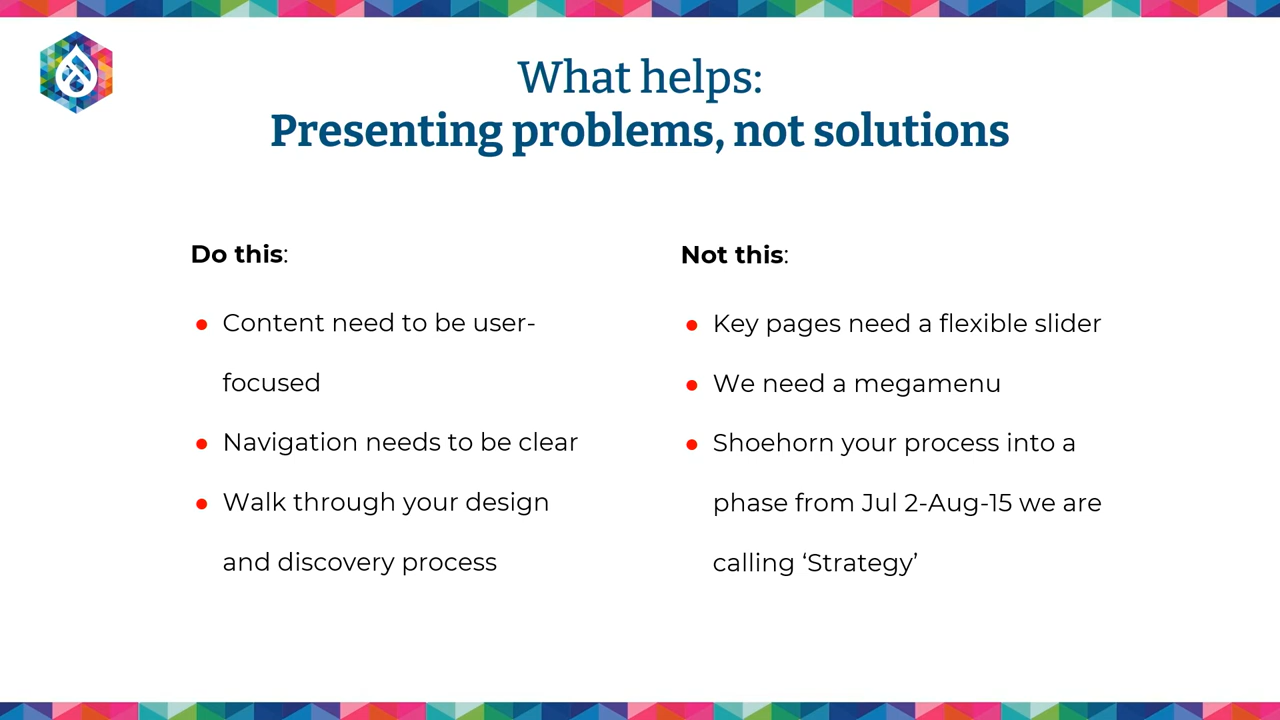 What helps:
Presenting problems, not solutions
Do this:
● Content need to be user-
focused
● Navigation needs to be clear
● Walk through your design
and discovery process
Not this:
● Key pages need a flexible slider
● We need a megamenu
● Shoehorn your process into a
phase from Jul 2-Aug-15 we are
calling ‘Strategy’